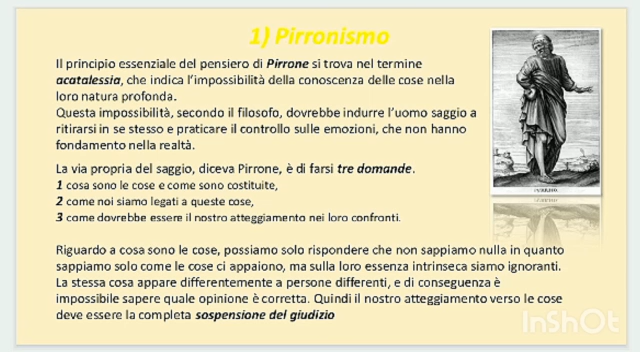 1) Pirronismo
Il principio essenziale del pensiero di Pirrone si trova nel termine
acatalessia, che indica l'impossibilità della conoscenza delle cose nella
loro natura profonda.
Questa impossibilità, secondo il filosofo, dovrebbe indurre l'uomo saggio a
ritirarsi in se stesso e praticare il controllo sulle emozioni, che non hanno
fondamento nella realtà.
La via propria del saggio, diceva Pirrone, è di farsi tre domande.
1 cosa sono le cose e come sono costituite,
2 come noi siamo legati a queste cose,
3 come dovrebbe essere il nostro atteggiamento nei loro confronti.
Riguardo a cosa sono le cose, possiamo solo rispondere che non sappiamo nulla in quanto
sappiamo solo come le cose ci appaiono, ma sulla loro essenza intrinseca siamo ignoranti.
La stessa cosa appare differentemente a persone differenti, e di conseguenza è
impossibile sapere quale opinione è corretta. Quindi il nostro atteggiamento verso le cose
deve essere la completa sospensione del giudizio
InShOt